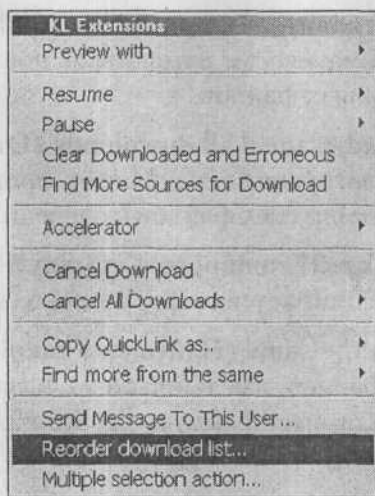 KL Extensions
Preview with
Resume
Pause
Clear Downloaded and Erroneous
Find More Sources for Download
Accelerator
Cancel Download
Cancel All Downloads
Copy QuickLink as..
Find more from the same
Send Message To This User...
Reorder download list...
Multiple selection action...